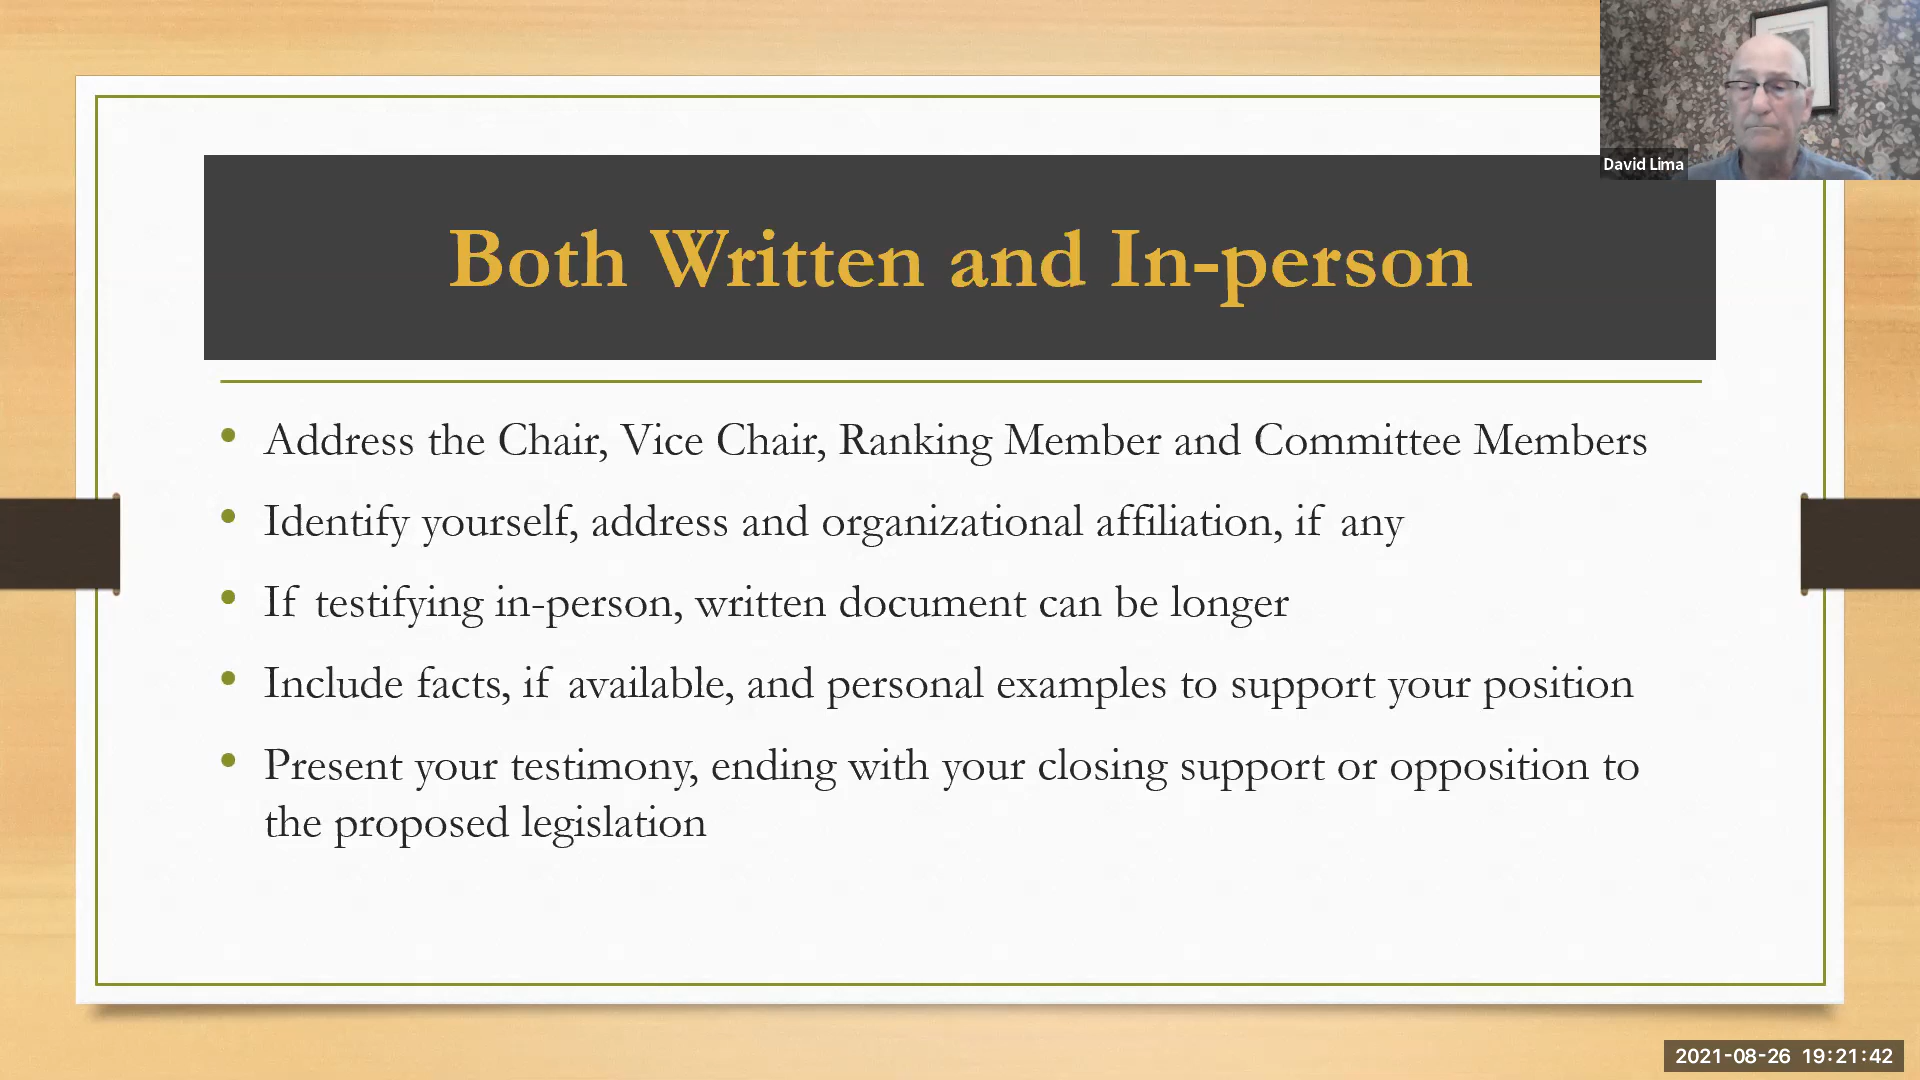 David Lima
Both Written and In-person
• Address the Chair, Vice Chair, Ranking Member and Committee Members
• Identify yourself, address and organizational affiliation, if any
• If testifying in-person, written document can be longer
• Include facts, if available, and personal examples to support your position
• Present your testimony, ending with your closing support or opposition to
the proposed legislation
2021-08-26 19:21:42